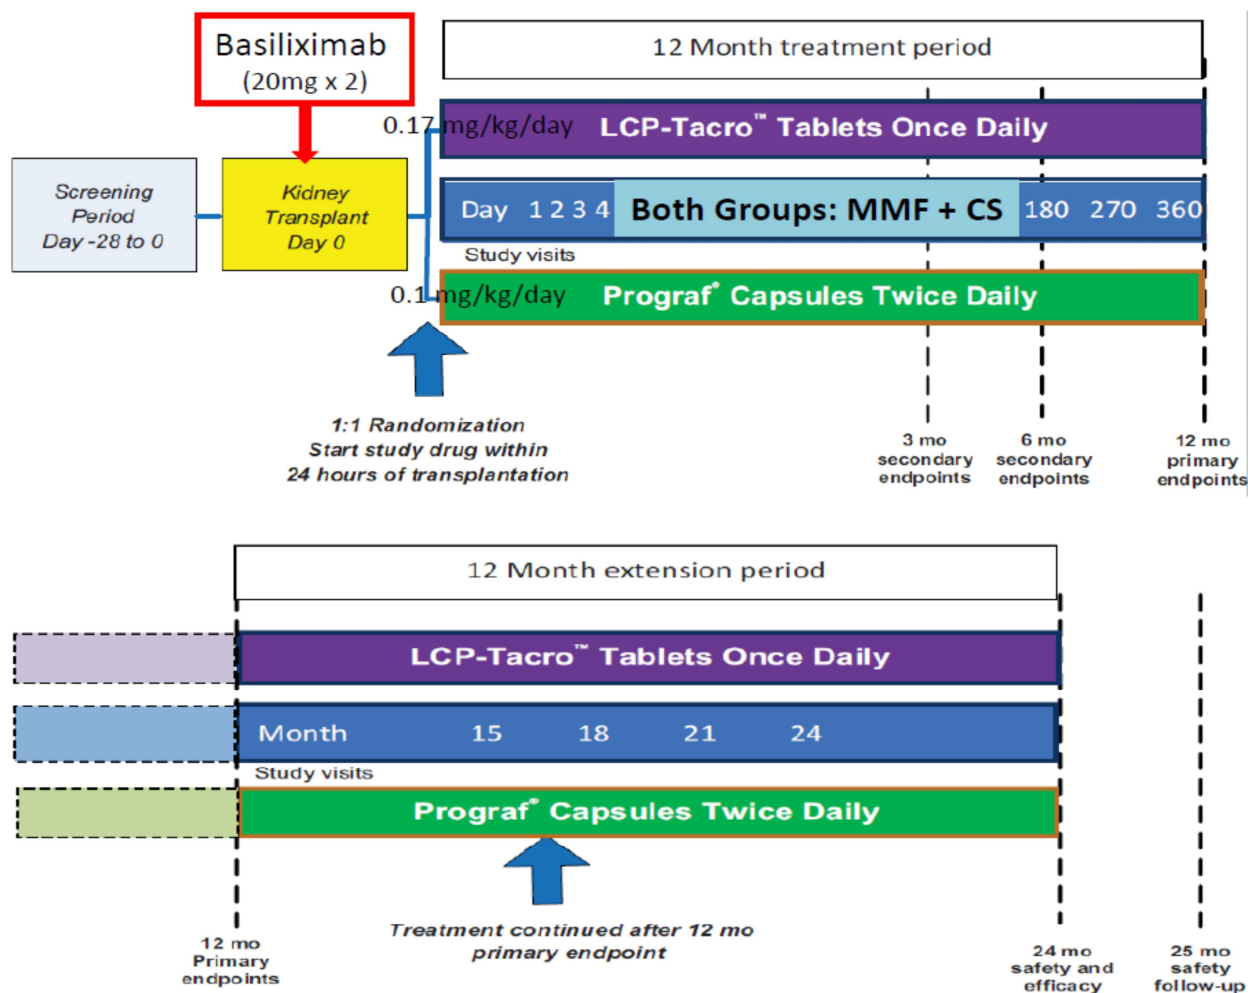 Basiliximab
(20mg x 2)
12 Month treatment period
0.17 mg/kg/day
LCP-Tacro™ Tablets Once Daily
Screening
Period
Day -28 to 0
Kidney
Transplant
Day 0
Day 1 2 3 4 Both Groups: MMF + CS 180 270 360
Study visits
0.1 mg/kg/day
Prograf® Capsules Twice Daily
1:1 Randomization
Start study drug within
24 hours of transplantation
3 mo
secondary
endpoints
6 mo
secondary
endpoints
12 mo
primary
endpoints
12 Month extension period
LCP-Tacro™ Tablets Once Daily
Month 15 18 21 24
Study visits
Prograf® Capsules Twice Daily
Treatment continued after 12 mo
primary endpoint
12 mo
Primary
endpoints
24 mo
safety and
efficacy
25 mo
safety
follow-up